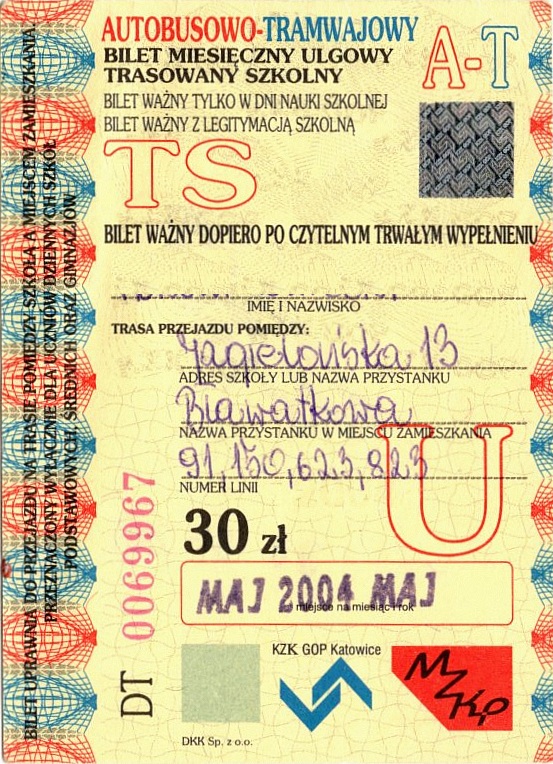 AUTOBUSOWO-TRAMWAJOWY
BILET MIESIĘCZNY ULGOWY
TRASOWANY SZKOLNY
A-T
BILET WAŻNY TYLKO W DNI NAUKI SZKOLNEJ
BILET WAŻNY Z LEGITYMACJĄ SZKOLNĄ
TS
BILET WAŻNY DOPIERO PO CZYTELNYM TRWAŁYM WYPEŁNIENIU
IMIĘ I NAZWISKO
TRASA PRZEJAZDU POMIĘDZY:
Jagielońska 13
ADRES SZKOŁY LUB NAZWA PRZYSTANKU
Bławatkowa
NAZWA PRZYSTANKU W MIEJSCU ZAMIESZKANIA
91, 150, 623, 823
NUMER LINII
U
30 zł
MAJ 2004 MAJ
miejsce na miesiąc i rok
DT 0069967
KZK GOP Katowice
MZKP
DKK Sp. z o.o.
BILET UPRAWNIA DO PRZEJAZDU NA TRASIE POMIĘDZY SZKOŁĄ A MIEJSCEM ZAMIESZKANIA.
PRZEZNACZONY WYŁĄCZNIE DLA UCZNIÓW DZIENNYCH SZKÓŁ
PODSTAWOWYCH, ŚREDNICH ORAZ GIMNAZJÓW